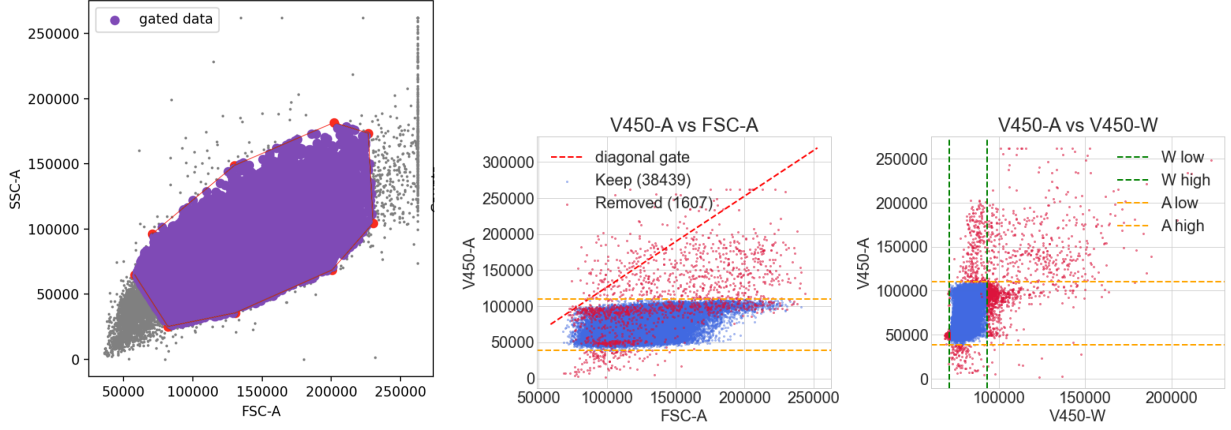 gated data
250000
200000
150000
100000
50000
0
SSC-A
50000
100000
150000
200000
250000
FSC-A
V450-A vs FSC-A
diagonal gate
Keep (38439)
Removed (1607)
300000
250000
200000
150000
100000
50000
0
V450-A
50000
100000
150000
200000
250000
FSC-A
V450-A vs V450-W
W low
W high
A low
A high
250000
200000
150000
100000
50000
0
V450-A
100000
150000
200000
V450-W